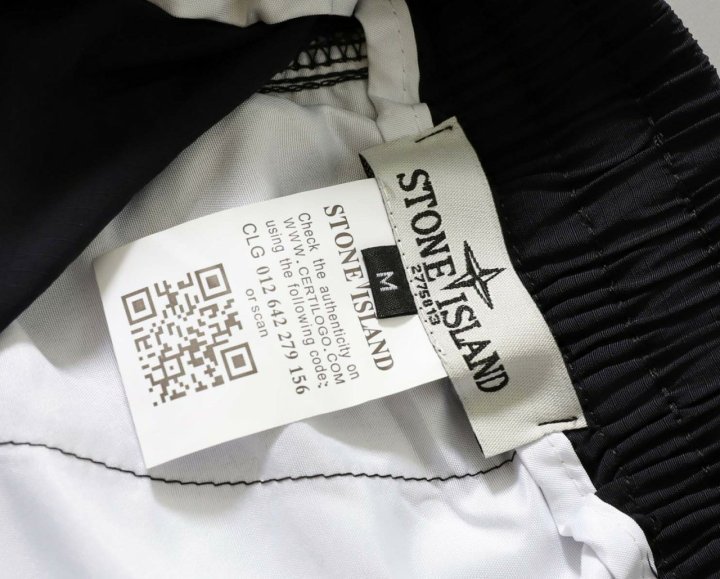 STONE ISLAND
2775813
M
STONE ISLAND
Check the authenticity on
WWW.CERTILOGO.COM
using the following code:
CLG 012 642 279 156
or scan